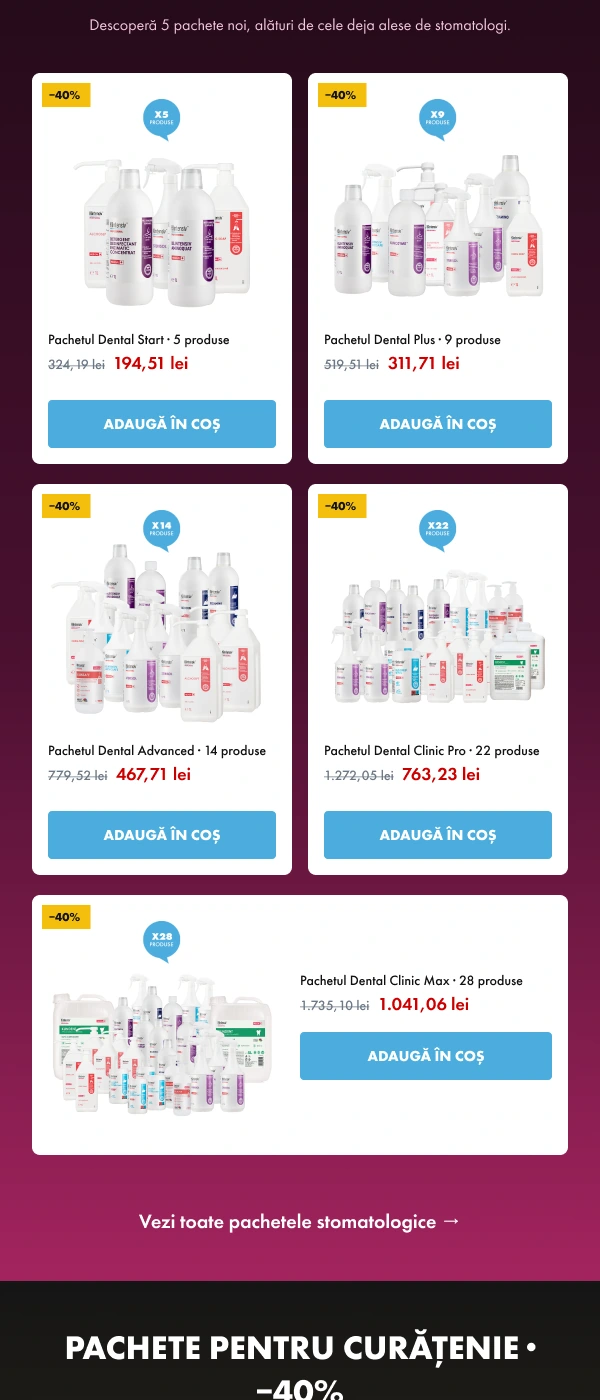 Descoperă 5 pachete noi, alături de cele deja alese de stomatologi.
−40%
X5
PRODUSE
Pachetul Dental Start · 5 produse
324,19 lei 194,51 lei
ADAUGĂ ÎN COȘ
−40%
X9
PRODUSE
Pachetul Dental Plus · 9 produse
519,51 lei 311,71 lei
ADAUGĂ ÎN COȘ
−40%
X14
PRODUSE
Pachetul Dental Advanced · 14 produse
779,52 lei 467,71 lei
ADAUGĂ ÎN COȘ
−40%
X22
PRODUSE
Pachetul Dental Clinic Pro · 22 produse
1.272,05 lei 763,23 lei
ADAUGĂ ÎN COȘ
−40%
X28
PRODUSE
Pachetul Dental Clinic Max · 28 produse
1.735,10 lei 1.041,06 lei
ADAUGĂ ÎN COȘ
Vezi toate pachetele stomatologice →
PACHETE PENTRU CURĂȚENIE ·
−40%